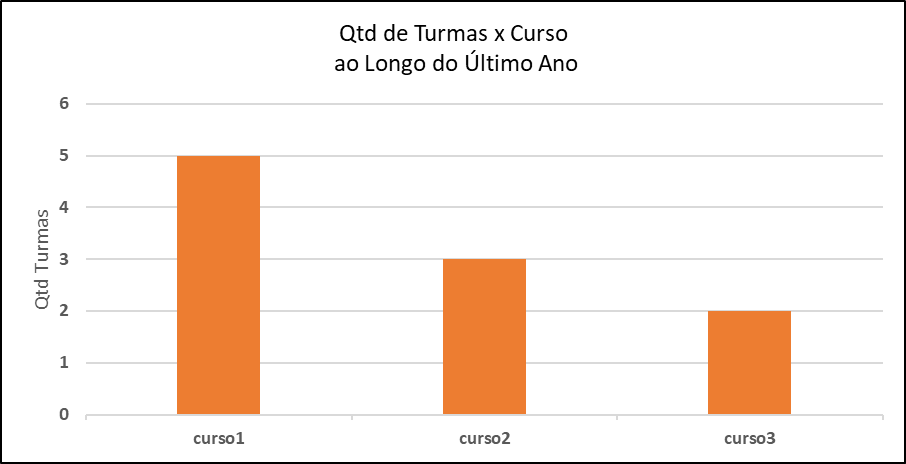 Qtd de Turmas x Curso
ao Longo do Último Ano
6
5
4
3
2
1
0
Qtd Turmas
curso1
curso2
curso3